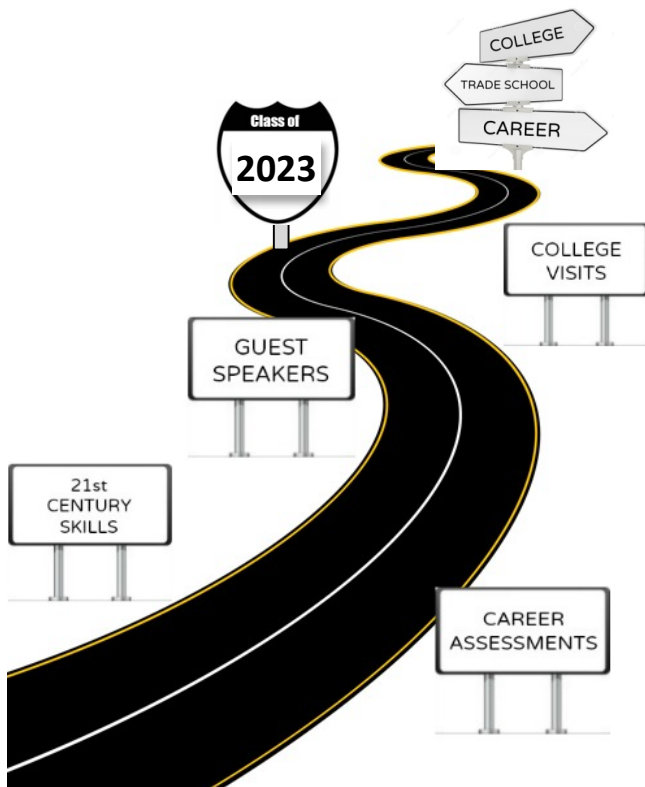 COLLEGE
TRADE SCHOOL
CAREER
Class of
2023
COLLEGE
VISITS
GUEST
SPEAKERS
21st
CENTURY
SKILLS
CAREER
ASSESSMENTS